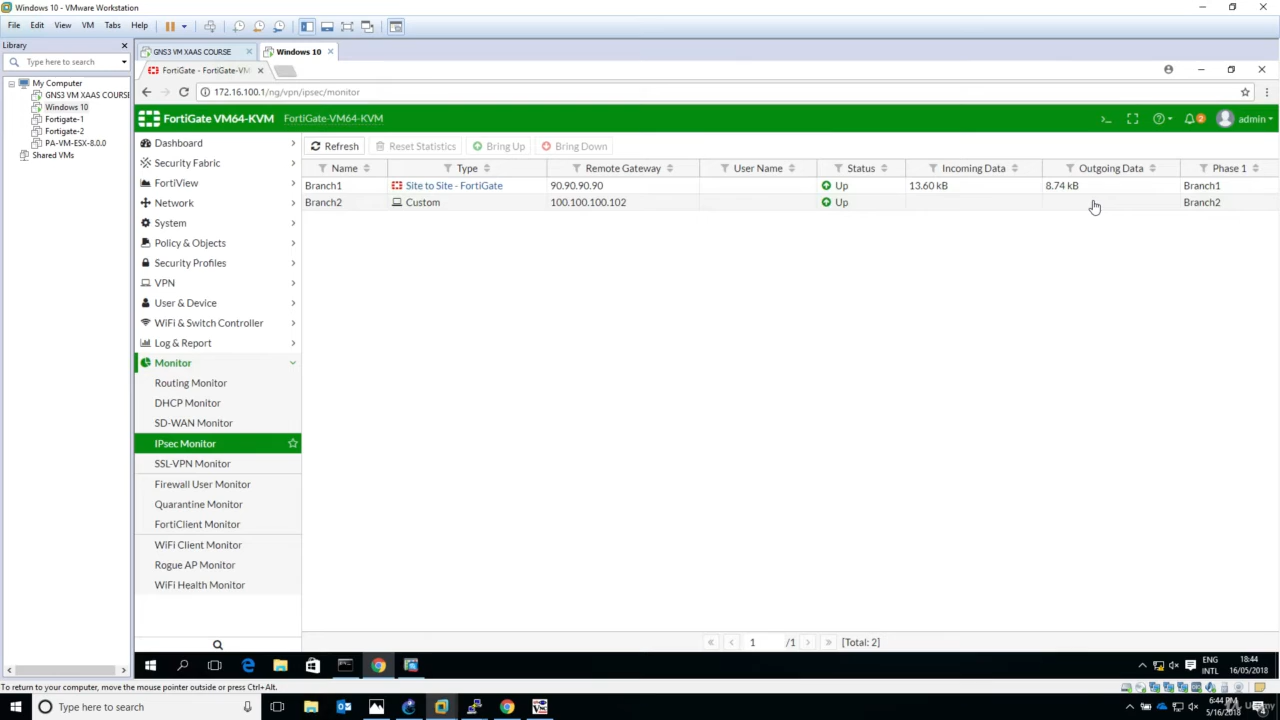 Windows 10 - VMware Workstation
File Edit View VM Tabs Help
Library
Type here to search
My Computer
GNS3 VM XAAS COURSE
Windows 10
Fortigate-1
Fortigate-2
PA-VM-ESX-8.0.0
Shared VMs
GNS3 VM XAAS COURSE
Windows 10
FortiGate - FortiGate-VM
172.16.100.1/ng/vpn/ipsec/monitor
FortiGate VM64-KVM FortiGate-VM64-KVM
>_ 2 admin
Dashboard
Security Fabric
FortiView
Network
System
Policy & Objects
Security Profiles
VPN
User & Device
WiFi & Switch Controller
Log & Report
Monitor
Routing Monitor
DHCP Monitor
SD-WAN Monitor
IPsec Monitor
SSL-VPN Monitor
Firewall User Monitor
Quarantine Monitor
FortiClient Monitor
WiFi Client Monitor
Rogue AP Monitor
WiFi Health Monitor
Refresh Reset Statistics Bring Up Bring Down
Name Type Remote Gateway User Name Status Incoming Data Outgoing Data Phase 1
Branch1 Site to Site - FortiGate 90.90.90.90 Up 13.60 kB 8.74 kB Branch1
Branch2 Custom 100.100.100.102 Up Branch2
1 /1 [Total: 2]
ENG 18:44
INTL 16/05/2018
To return to your computer, move the mouse pointer outside or press Ctrl+Alt.
Type here to search
6:44 PM
5/16/2018
Udemy